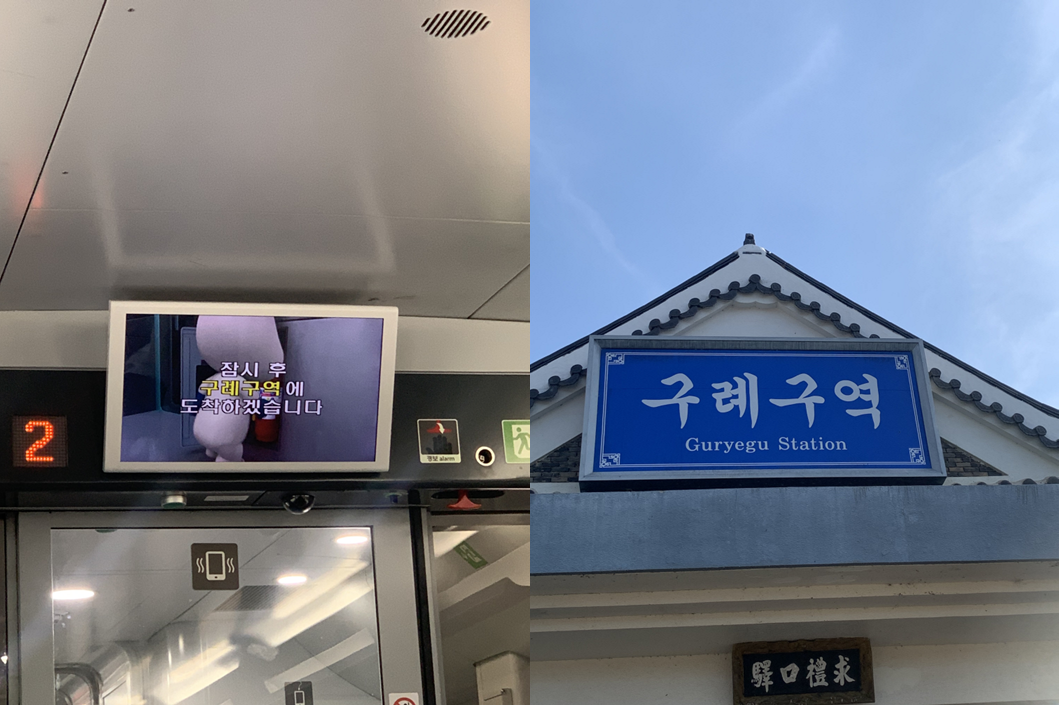 잠시 후
구례구역에
도착하겠습니다
2
경보 alarm
구례구역
Guryegu Station
驛口禮求